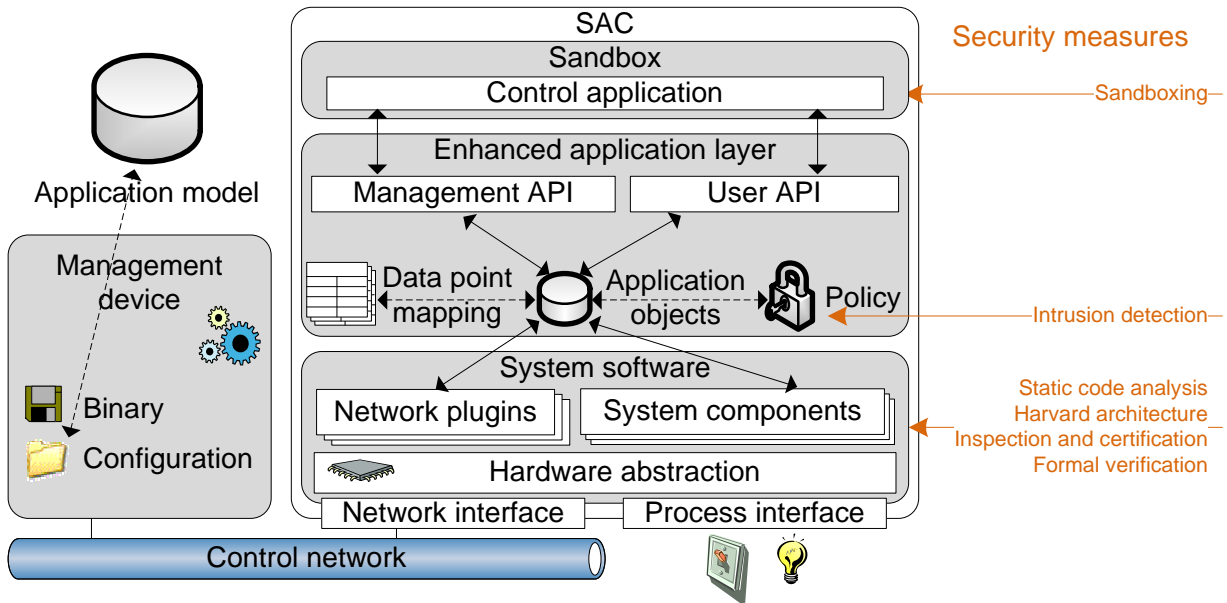 SAC
Security measures
Sandbox
Control application
Sandboxing
Enhanced application layer
Management API
User API
Application model
Management
device
Data point
mapping
Application
objects
Policy
Intrusion detection
System software
Network plugins
System components
Static code analysis
Harvard architecture
Inspection and certification
Formal verification
Binary
Configuration
Hardware abstraction
Network interface
Process interface
Control network